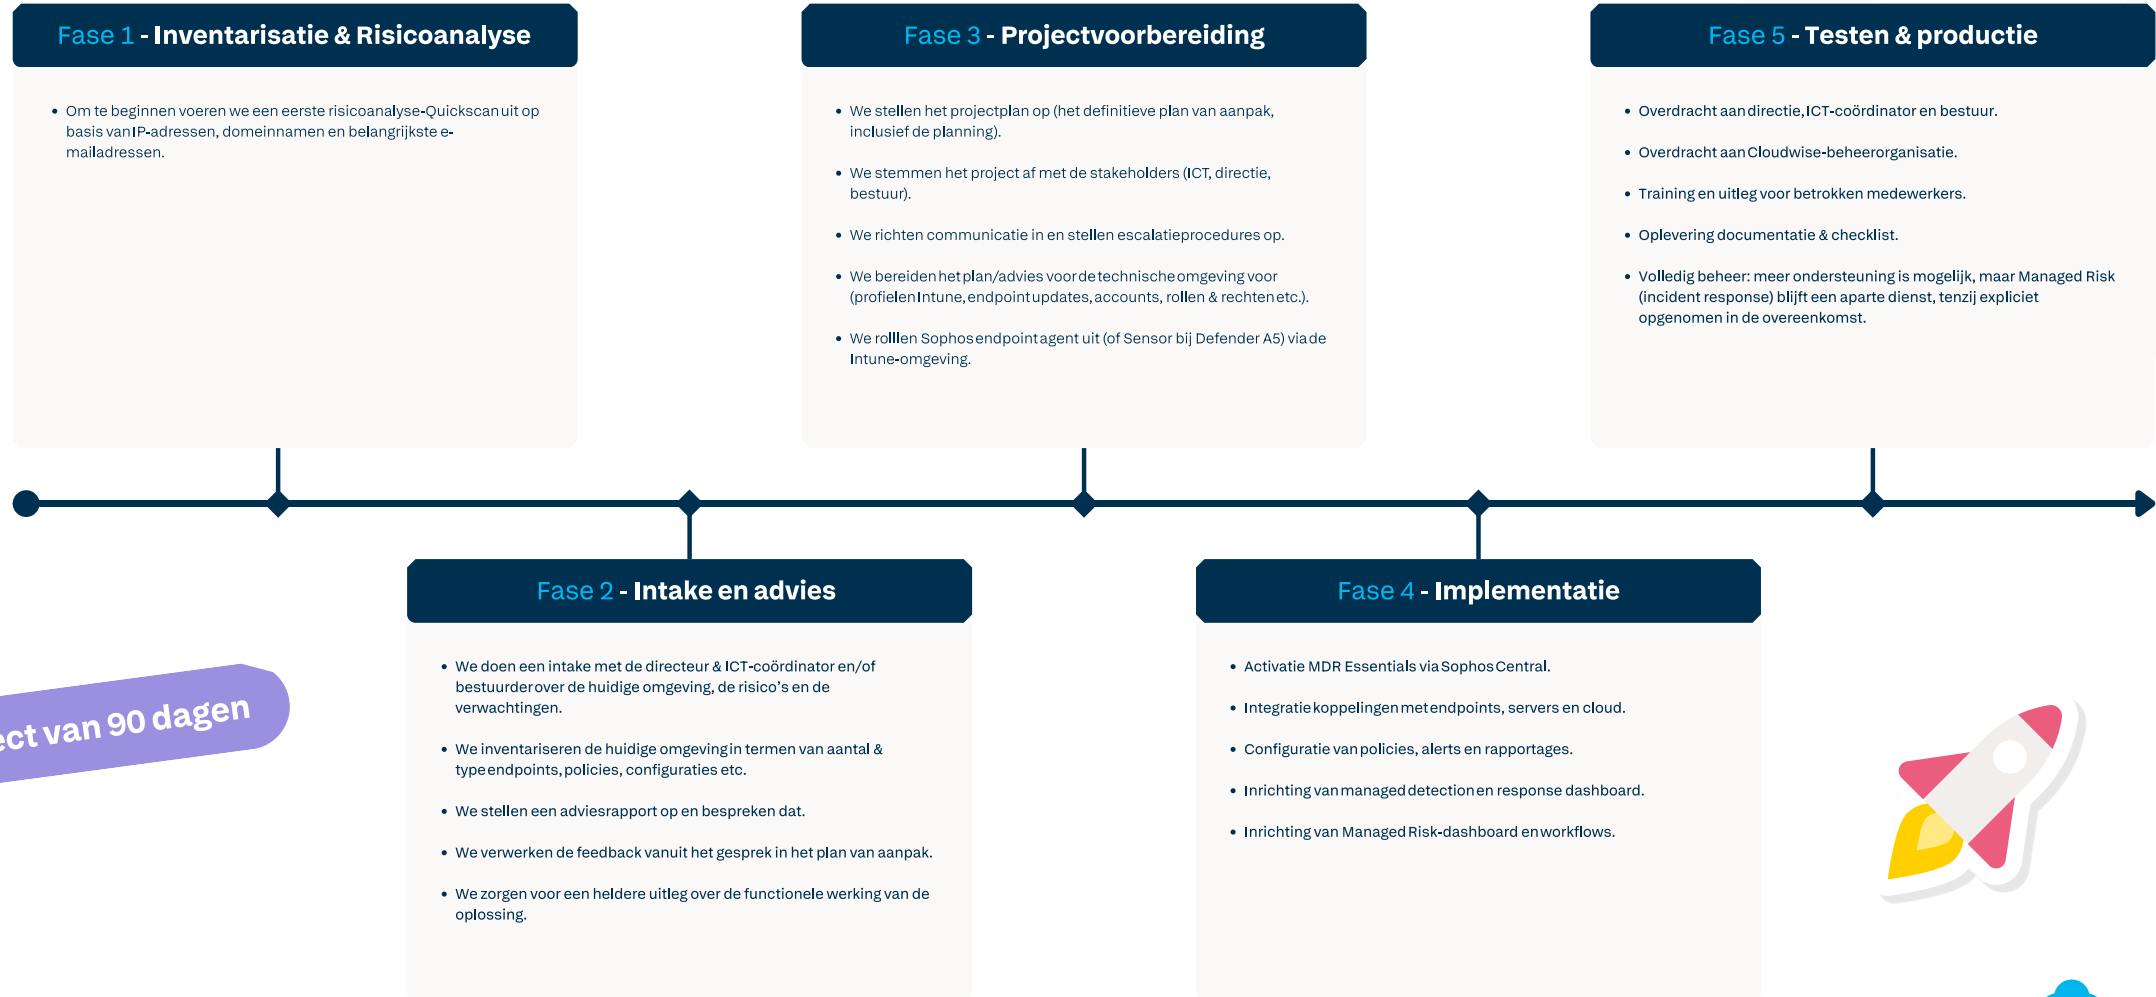 Fase 1 - Inventarisatie & Risicoanalyse
• Om te beginnen voeren we een eerste risicoanalyse-Quickscan uit op
basis van IP-adressen, domeinnamen en belangrijkste e-
mailadressen.
Fase 2 - Intake en advies
• We doen een intake met de directeur & ICT-coördinator en/of
bestuurder over de huidige omgeving, de risico's en de
verwachtingen.
• We inventariseren de huidige omgeving in termen van aantal &
type endpoints, policies, configuraties etc.
• We stellen een adviesrapport op en bespreken dat.
• We verwerken de feedback vanuit het gesprek in het plan van aanpak.
• We zorgen voor een heldere uitleg over de functionele werking van de
oplossing.
Fase 3 - Projectvoorbereiding
• We stellen het projectplan op (het definitieve plan van aanpak,
inclusief de planning).
• We stemmen het project af met de stakeholders (ICT, directie,
bestuur).
• We richten communicatie in en stellen escalatieprocedures op.
• We bereiden het plan/advies voor de technische omgeving voor
(profielen Intune, endpoint updates, accounts, rollen & rechten etc.).
• We rolllen Sophos endpoint agent uit (of Sensor bij Defender A5) via de
Intune-omgeving.
Fase 4 - Implementatie
• Activatie MDR Essentials via Sophos Central.
• Integratie koppelingen met endpoints, servers en cloud.
• Configuratie van policies, alerts en rapportages.
• Inrichting van managed detection en response dashboard.
• Inrichting van Managed Risk-dashboard en workflows.
Fase 5 - Testen & productie
• Overdracht aan directie, ICT-coördinator en bestuur.
• Overdracht aan Cloudwise-beheerorganisatie.
• Training en uitleg voor betrokken medewerkers.
• Oplevering documentatie & checklist.
• Volledig beheer: meer ondersteuning is mogelijk, maar Managed Risk
(incident response) blijft een aparte dienst, tenzij expliciet
opgenomen in de overeenkomst.
ect van 90 dagen